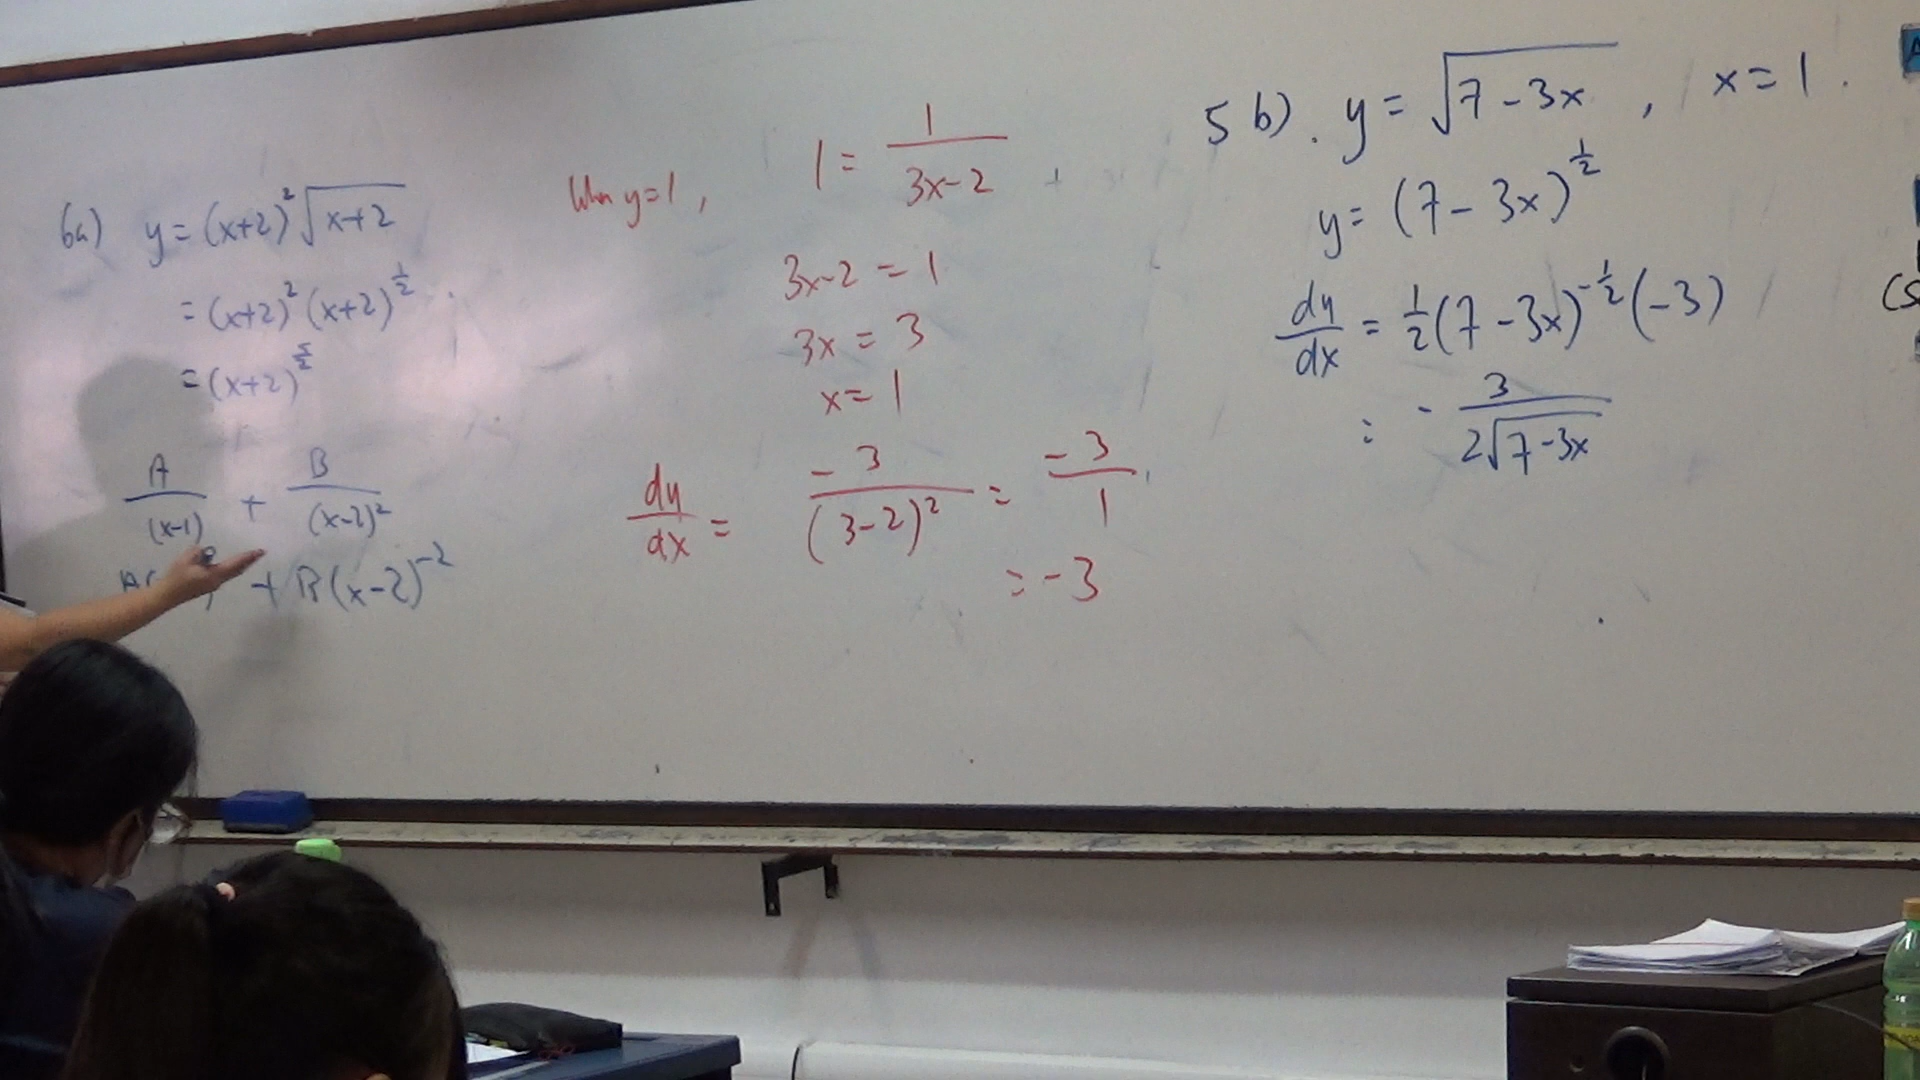 6a) y = (x+2)² √(x+2)
= (x+2)² (x+2)^(1/2)
= (x+2)^(5/2)
A/(x-1) + B/(x-2)²
+ B(x-2)^(-2)
When y=1, 1 = 1/(3x-2)
3x-2 = 1
3x = 3
x = 1
dy/dx = -3/(3-2)² = -3/1
= -3
5 b). y = √(7-3x) , x = 1.
y = (7-3x)^(1/2)
dy/dx = 1/2(7-3x)^(-1/2)(-3)
= -3/(2√(7-3x))